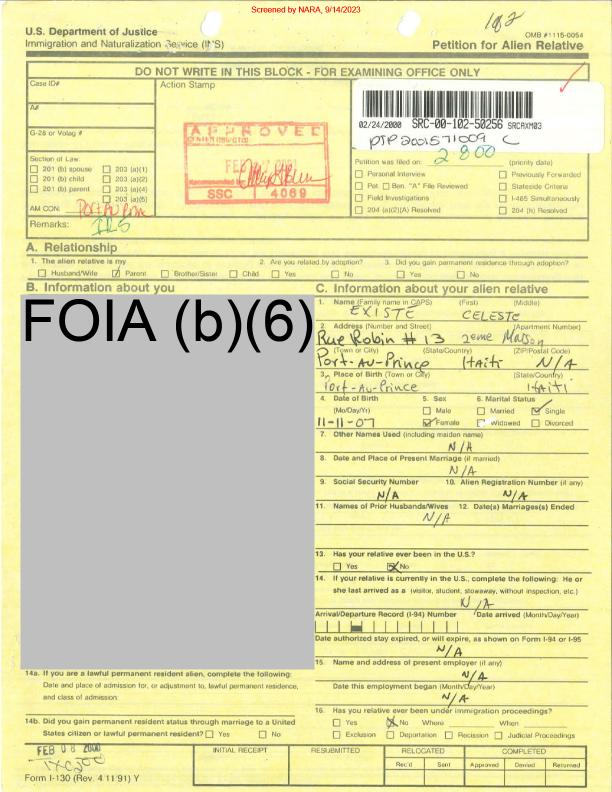 Screened by NARA, 9/14/2023
U.S. Department of Justice
Immigration and Naturalization Service (INS)
OMB #1115-0054
Petition for Alien Relative
DO NOT WRITE IN THIS BLOCK - FOR EXAMINING OFFICE ONLY
Case ID#
Action Stamp
A#
G-28 or Volag #
02/24/2000 SRC-00-102-50256 SRCRXM03
APPROVED
SSC 4069
Section of Law:
201 (b) spouse 203 (a)(1)
201 (b) child 203 (a)(2)
201 (b) parent 203 (a)(4)
203 (a)(5)
AM CON: Port Au Prince
Petition was filed on: (priority date)
Personal Interview Previously Forwarded
Pet. Ben. "A" File Reviewed Stateside Criteria
Field Investigations I-485 Simultaneously
204 (a)(2)(A) Resolved 204 (h) Resolved
Remarks: IR5
A. Relationship
1. The alien relative is my 2. Are you related by adoption? 3. Did you gain permanent residence through adoption?
Husband/Wife Parent Brother/Sister Child Yes No Yes No
B. Information about you
FOIA (b)(6)
C. Information about your alien relative
1. Name (Family name in CAPS) (First) (Middle)
EXISTE CELESTE
2. Address (Number and Street) (Apartment Number)
Rue Robin # 13 2eme Maison
(Town or City) (State/Country) (ZIP/Postal Code)
Port-Au-Prince Haiti N/A
3. Place of Birth (Town or City) (State/Country)
Port-Au-Prince HAITI
4. Date of Birth 5. Sex 6. Marital Status
(Mo/Day/Yr) Male Married Single
11-11-07 Female Widowed Divorced
7. Other Names Used (including maiden name)
N/A
8. Date and Place of Present Marriage (if married)
N/A
9. Social Security Number 10. Alien Registration Number (if any)
N/A N/A
11. Names of Prior Husbands/Wives 12. Date(s) Marriages(s) Ended
N/A
13. Has your relative ever been in the U.S.?
Yes No
14. If your relative is currently in the U.S., complete the following: He or
she last arrived as a (visitor, student, stowaway, without inspection, etc.)
N/A
Arrival/Departure Record (I-94) Number Date arrived (Month/Day/Year)
Date authorized stay expired, or will expire, as shown on Form I-94 or I-95
N/A
15. Name and address of present employer (if any)
N/A
Date this employment began (Month/Day/Year)
N/A
16. Has your relative ever been under immigration proceedings?
Yes No Where When
Exclusion Deportation Recission Judicial Proceedings
14a. If you are a lawful permanent resident alien, complete the following:
Date and place of admission for, or adjustment to, lawful permanent residence,
and class of admission:
14b. Did you gain permanent resident status through marriage to a United
States citizen or lawful permanent resident? Yes No
FEB 08 2000
INITIAL RECEIPT RESUBMITTED RELOCATED COMPLETED
Rec'd Sent Approved Denied Returned
Form I-130 (Rev. 4/11/91) Y